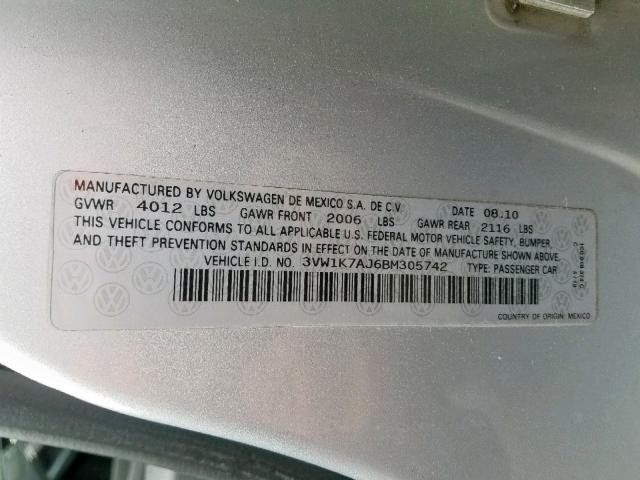 MANUFACTURED BY VOLKSWAGEN DE MEXICO S.A. DE C.V. DATE 08.10
GVWR 4012 LBS GAWR FRONT 2006 LBS GAWR REAR 2116 LBS
THIS VEHICLE CONFORMS TO ALL APPLICABLE U.S. FEDERAL MOTOR VEHICLE SAFETY, BUMPER,
AND THEFT PREVENTION STANDARDS IN EFFECT ON THE DATE OF MANUFACTURE SHOWN ABOVE.
VEHICLE I.D. NO. 3VW1K7AJ6BM305742 TYPE: PASSENGER CAR
COUNTRY OF ORIGIN: MEXICO